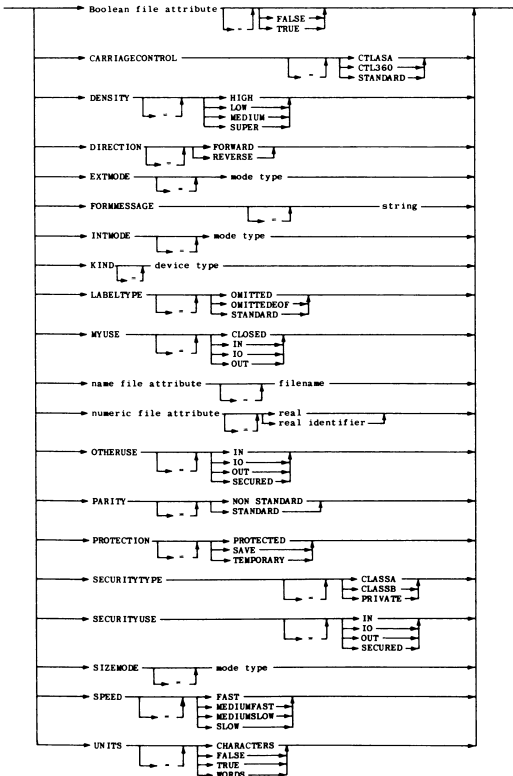 Boolean file attribute
=
FALSE
TRUE
CARRIAGECONTROL
=
CTLASA
CTL360
STANDARD
DENSITY
=
HIGH
LOW
MEDIUM
SUPER
DIRECTION
=
FORWARD
REVERSE
EXTMODE
=
mode type
FORMMESSAGE
=
string
INTMODE
=
mode type
KIND
=
device type
LABELTYPE
=
OMITTED
OMITTEDEOF
STANDARD
MYUSE
=
CLOSED
IN
IO
OUT
name file attribute
=
filename
numeric file attribute
=
real
real identifier
OTHERUSE
=
IN
IO
OUT
SECURED
PARITY
=
NON STANDARD
STANDARD
PROTECTION
=
PROTECTED
SAVE
TEMPORARY
SECURITYTYPE
=
CLASSA
CLASSB
PRIVATE
SECURITYUSE
=
IN
IO
OUT
SECURED
SIZEMODE
=
mode type
SPEED
=
FAST
MEDIUMFAST
MEDIUMSLOW
SLOW
UNITS
=
CHARACTERS
FALSE
TRUE
WORDS